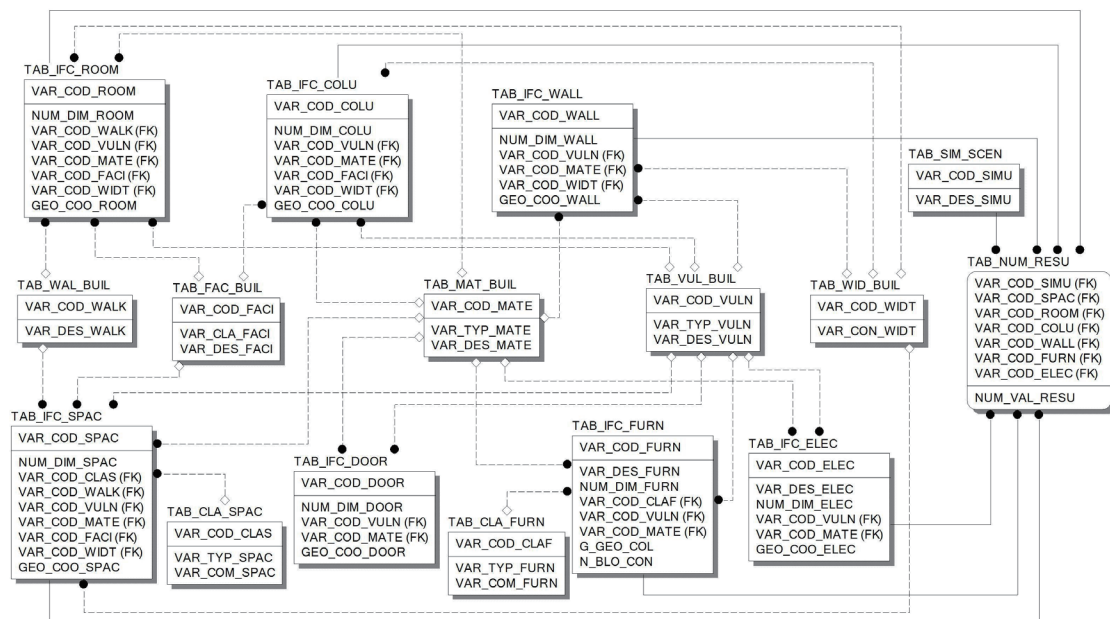 TAB_IFC_ROOM
VAR_COD_ROOM
NUM_DIM_ROOM
VAR_COD_WALK (FK)
VAR_COD_VULN (FK)
VAR_COD_MATE (FK)
VAR_COD_FACI (FK)
VAR_COD_WIDT (FK)
GEO_COO_ROOM
TAB_IFC_COLU
VAR_COD_COLU
NUM_DIM_COLU
VAR_COD_VULN (FK)
VAR_COD_MATE (FK)
VAR_COD_FACI (FK)
VAR_COD_WIDT (FK)
GEO_COO_COLU
TAB_IFC_WALL
VAR_COD_WALL
NUM_DIM_WALL
VAR_COD_VULN (FK)
VAR_COD_MATE (FK)
VAR_COD_WIDT (FK)
GEO_COO_WALL
TAB_SIM_SCEN
VAR_COD_SIMU
VAR_DES_SIMU
TAB_WAL_BUIL
VAR_COD_WALK
VAR_DES_WALK
TAB_FAC_BUIL
VAR_COD_FACI
VAR_CLA_FACI
VAR_DES_FACI
TAB_MAT_BUIL
VAR_COD_MATE
VAR_TYP_MATE
VAR_DES_MATE
TAB_VUL_BUIL
VAR_COD_VULN
VAR_TYP_VULN
VAR_DES_VULN
TAB_WID_BUIL
VAR_COD_WIDT
VAR_CON_WIDT
TAB_NUM_RESU
VAR_COD_SIMU (FK)
VAR_COD_SPAC (FK)
VAR_COD_ROOM (FK)
VAR_COD_COLU (FK)
VAR_COD_WALL (FK)
VAR_COD_FURN (FK)
VAR_COD_ELEC (FK)
NUM_VAL_RESU
TAB_IFC_SPAC
VAR_COD_SPAC
NUM_DIM_SPAC
VAR_COD_CLAS (FK)
VAR_COD_WALK (FK)
VAR_COD_VULN (FK)
VAR_COD_MATE (FK)
VAR_COD_FACI (FK)
VAR_COD_WIDT (FK)
GEO_COO_SPAC
TAB_CLA_SPAC
VAR_COD_CLAS
VAR_TYP_SPAC
VAR_COM_SPAC
TAB_IFC_DOOR
VAR_COD_DOOR
NUM_DIM_DOOR
VAR_COD_VULN (FK)
VAR_COD_MATE (FK)
GEO_COO_DOOR
TAB_CLA_FURN
VAR_COD_CLAF
VAR_TYP_FURN
VAR_COM_FURN
TAB_IFC_FURN
VAR_COD_FURN
VAR_DES_FURN
NUM_DIM_FURN
VAR_COD_CLAF (FK)
VAR_COD_VULN (FK)
VAR_COD_MATE (FK)
G_GEO_COL
N_BLO_CON
TAB_IFC_ELEC
VAR_COD_ELEC
VAR_DES_ELEC
NUM_DIM_ELEC
VAR_COD_VULN (FK)
VAR_COD_MATE (FK)
GEO_COO_ELEC